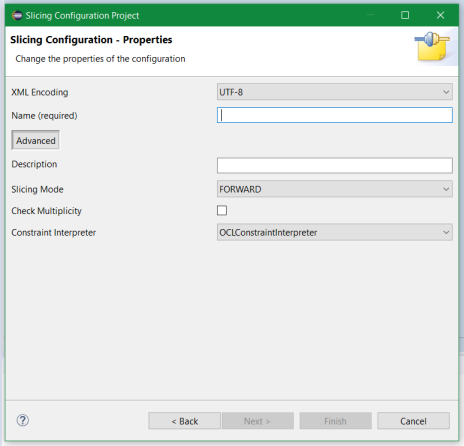 Slicing Configuration Project
Slicing Configuration - Properties
Change the properties of the configuration
XML Encoding UTF-8
Name (required)
Advanced
Description
Slicing Mode FORWARD
Check Multiplicity
Constraint Interpreter OCLConstraintInterpreter
? < Back Next > Finish Cancel